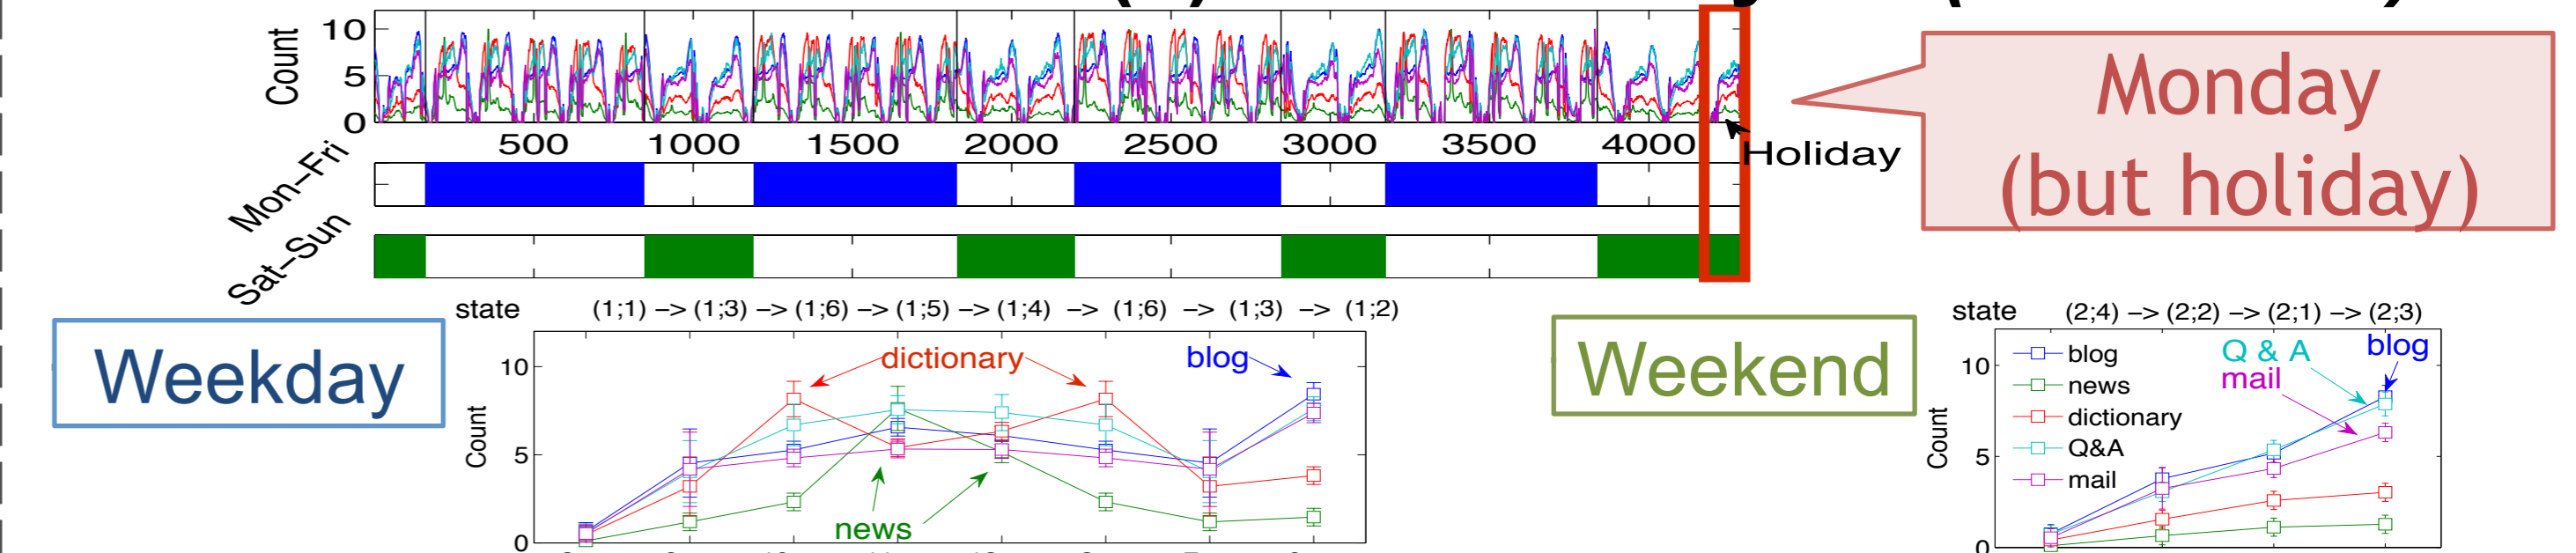 Count
10
5
0
500 1000 1500 2000 2500 3000 3500 4000
Holiday
Monday
(but holiday)
Mon-Fri
Sat-Sun
Weekday
state (1;1) -> (1;3) -> (1;6) -> (1;5) -> (1;4) -> (1;6) -> (1;3) -> (1;2)
Count
10
5
0
dictionary
blog
news
Weekend
state (2;4) -> (2;2) -> (2;1) -> (2;3)
Count
10
5
0
blog
news
dictionary
Q&A
mail
Q & A
mail
blog